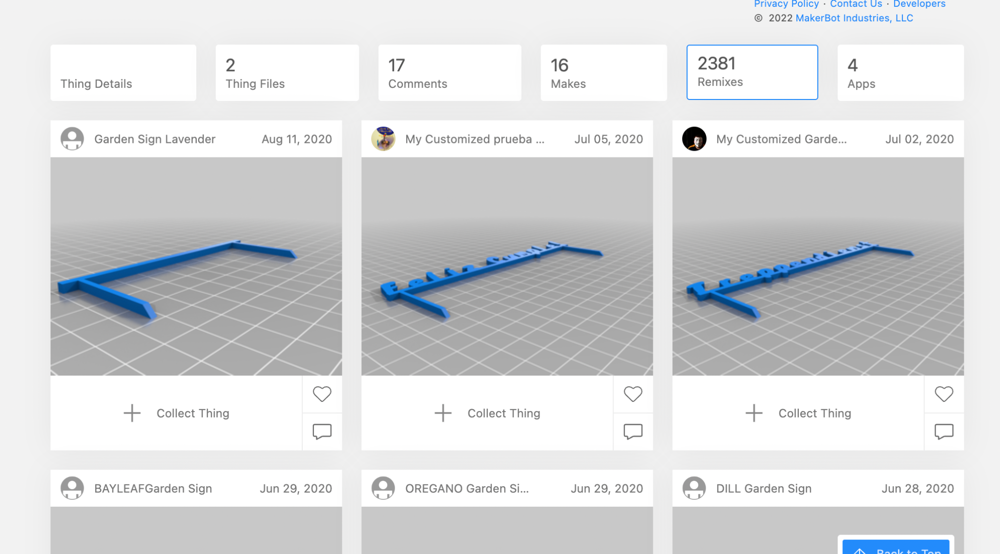 Privacy Policy · Contact Us · Developers
© 2022 MakerBot Industries, LLC
Thing Details
2
Thing Files
17
Comments
16
Makes
2381
Remixes
4
Apps
Garden Sign Lavender Aug 11, 2020
My Customized prueba ... Jul 05, 2020
My Customized Garde... Jul 02, 2020
Feliz Cumpl
Collect Thing
Collect Thing
Collect Thing
BAYLEAFGarden Sign Jun 29, 2020
OREGANO Garden Si... Jun 29, 2020
DILL Garden Sign Jun 28, 2020
Back to Top